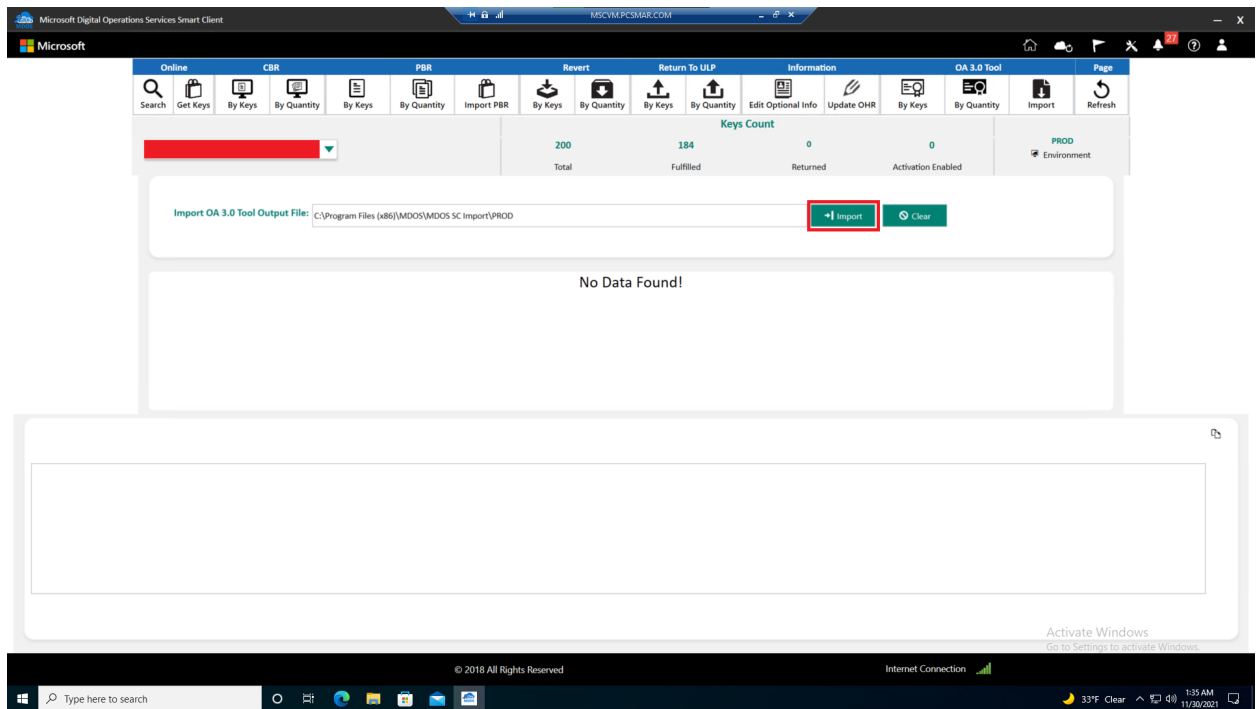 Microsoft Digital Operations Services Smart Client
MSCVM.PCSMAR.COM
Microsoft
27
Online CBR PBR Revert Return To ULP Information OA 3.0 Tool Page
Search Get Keys By Keys By Quantity By Keys By Quantity Import PBR By Keys By Quantity By Keys By Quantity Edit Optional Info Update OHR By Keys By Quantity Import Refresh
Keys Count
200 184 0 0 PROD
Total Fulfilled Returned Activation Enabled Environment
Import OA 3.0 Tool Output File: C:\Program Files (x86)\MDOS\MDOS SC Import\PROD Import Clear
No Data Found!
Activate Windows
Go to Settings to activate Windows.
© 2018 All Rights Reserved Internet Connection
Type here to search
33°F Clear
1:35 AM
11/30/2021